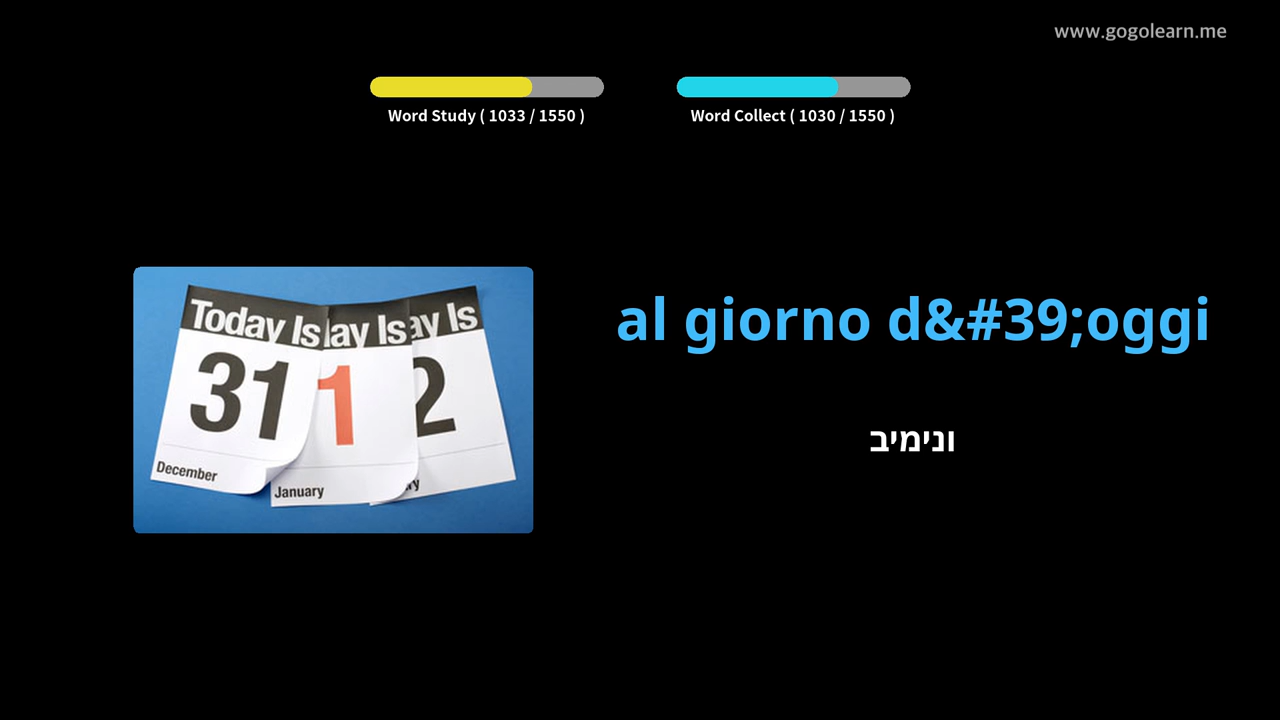 www.gogolearn.me
Word Study ( 1033 / 1550 )
Word Collect ( 1030 / 1550 )
Today Is
ay Is
ay Is
31
1
2
December
January
ry
al giorno d&#39;oggi
ונימיב